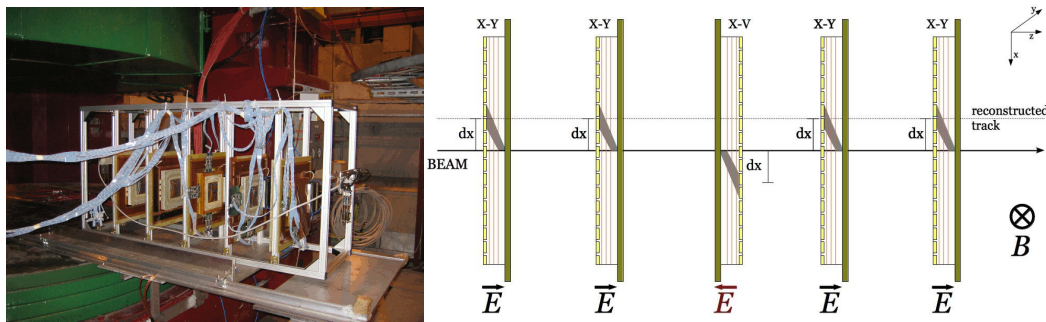 X-Y X-Y X-V X-Y X-Y
y
z
x
dx dx dx dx
reconstructed
track
BEAM
dx
B
E E E E E